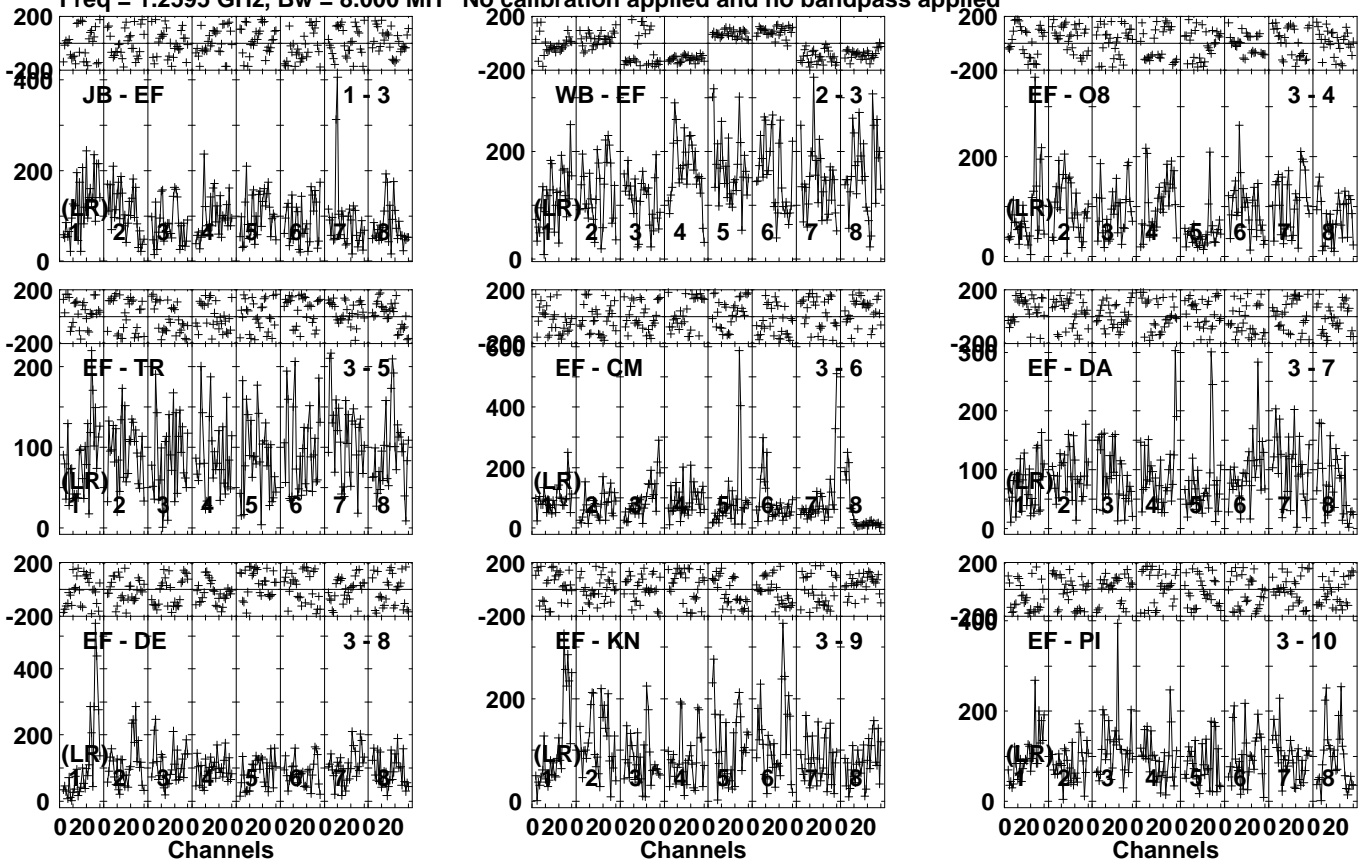 Freq = 1.2595 GHz, Bw = 8.000 MH No calibration applied and no bandpass applied
200 200 200
-200 -200 -200
400
JB - EF 1 - 3 WB - EF 2 - 3 EF - O8 3 - 4
200 200 200
(LR) (LR) (LR)
1 2 3 4 5 6 7 8 1 2 3 4 5 6 7 8 1 2 3 4 5 6 7 8
0 0 0
200 200 200
-200 -200 -200
600 300
200 EF - TR 3 - 5 EF - CM 3 - 6 EF - DA 3 - 7
400 200
100 200 100
(LR) (LR) (LR)
1 2 3 4 5 6 7 8 1 2 3 4 5 6 7 8 1 2 3 4 5 6 7 8
0 0 0
200 200 200
-200 -200 -200
400
EF - DE 3 - 8 EF - KN 3 - 9 EF - PI 3 - 10
400
200 200 200
(LR) (LR) (LR)
1 2 3 4 5 6 7 8 1 2 3 4 5 6 7 8 1 2 3 4 5 6 7 8
0 0 0
0 20 0 20 0 20 0 20 0 20 0 20 0 20 0 20 0 20 0 20 0 20 0 20 0 20 0 20 0 20 0 20 0 20 0 20 0 20 0 20 0 20 0 20 0 20 0 20
Channels Channels Channels